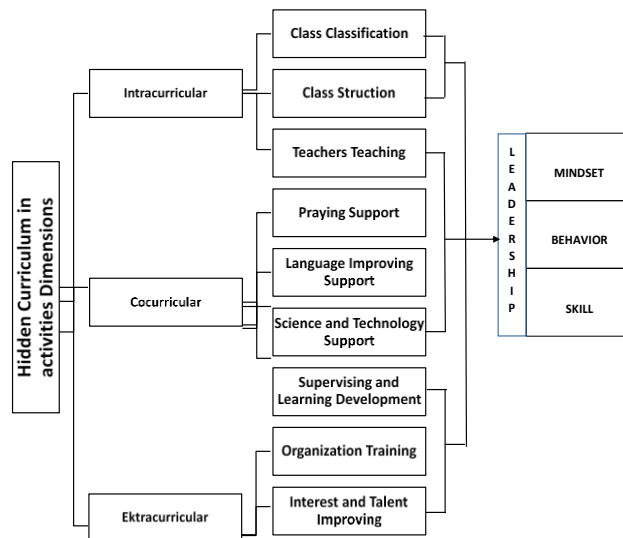 Hidden Curriculum in
activities Dimensions
Intracurricular
Cocurricular
Ektracurricular
Class Classification
Class Struction
Teachers Teaching
Praying Support
Language Improving
Support
Science and Technology
Support
Supervising and
Learning Development
Organization Training
Interest and Talent
Improving
LEADERSHIP
MINDSET
BEHAVIOR
SKILL